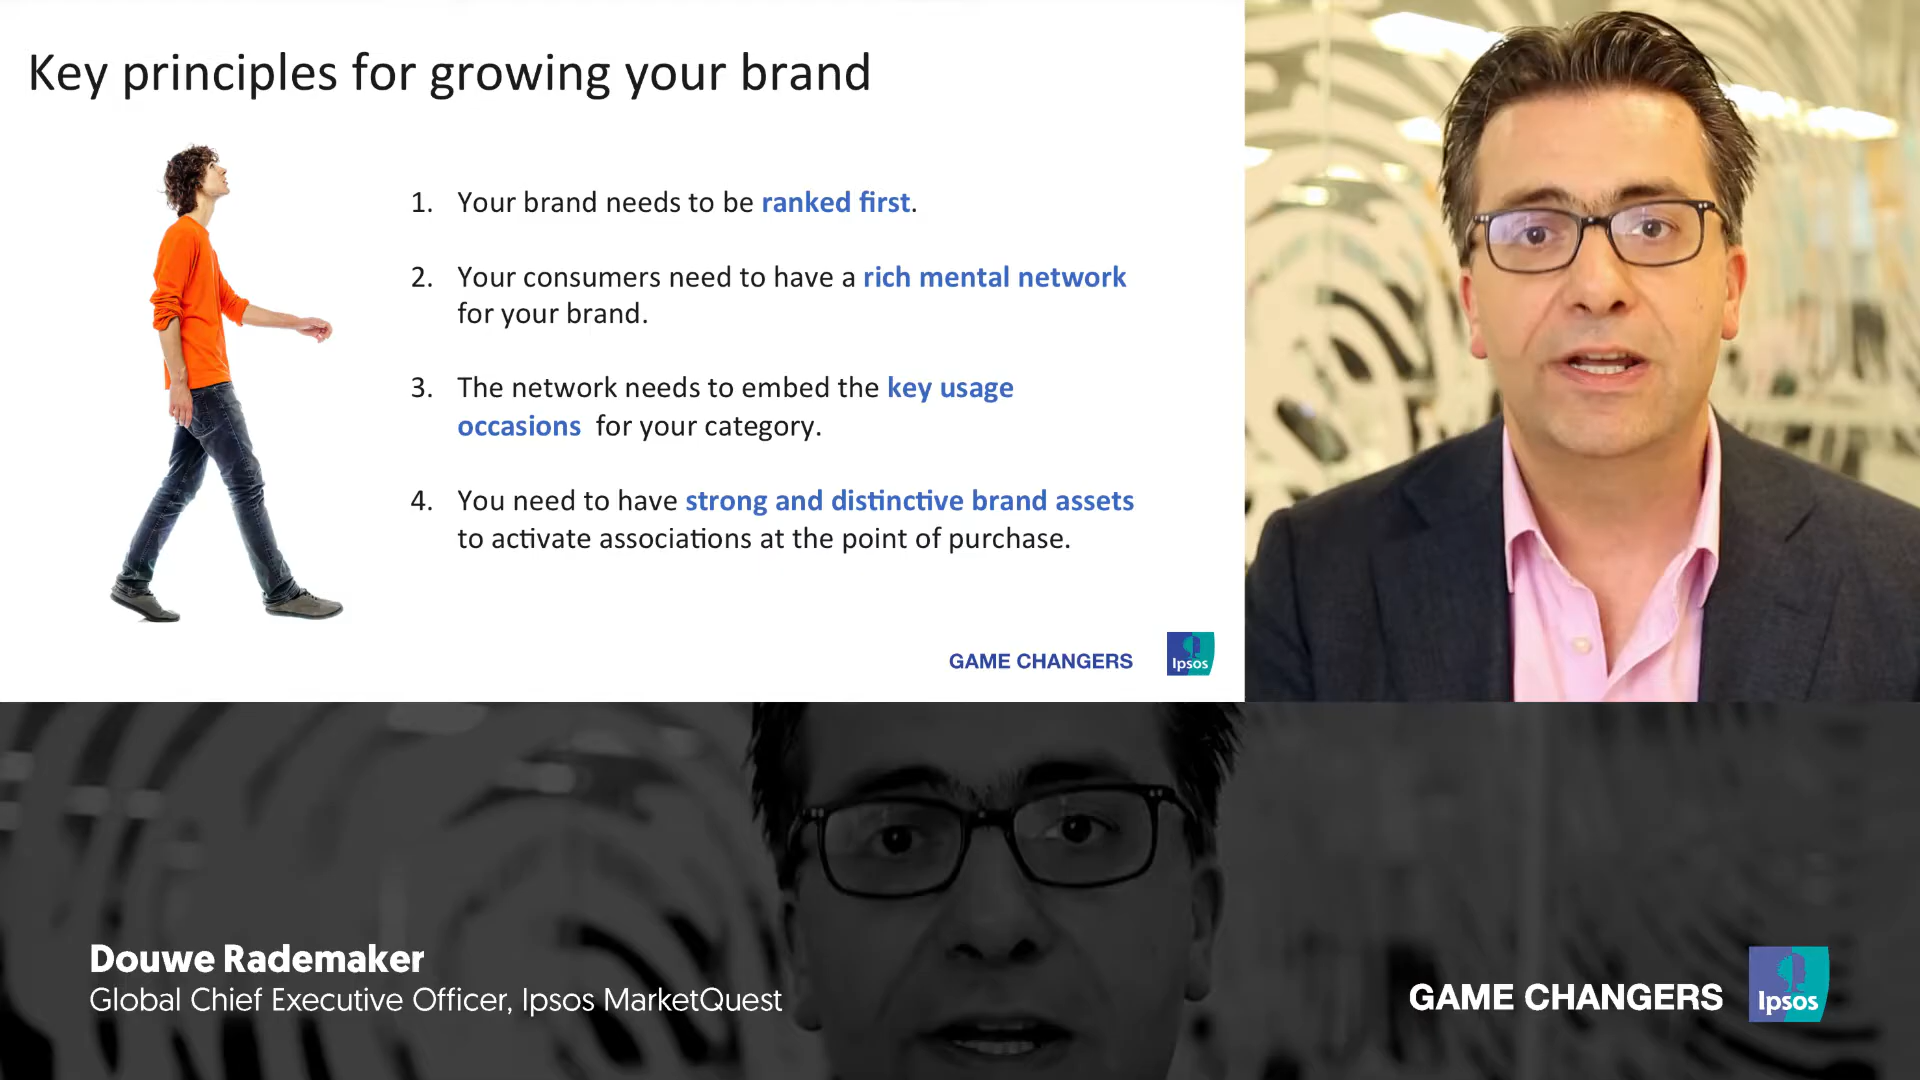 Key principles for growing your brand
1. Your brand needs to be ranked first.
2. Your consumers need to have a rich mental network
for your brand.
3. The network needs to embed the key usage
occasions for your category.
4. You need to have strong and distinctive brand assets
to activate associations at the point of purchase.
GAME CHANGERS
Ipsos
Douwe Rademaker
Global Chief Executive Officer, Ipsos MarketQuest
GAME CHANGERS
Ipsos